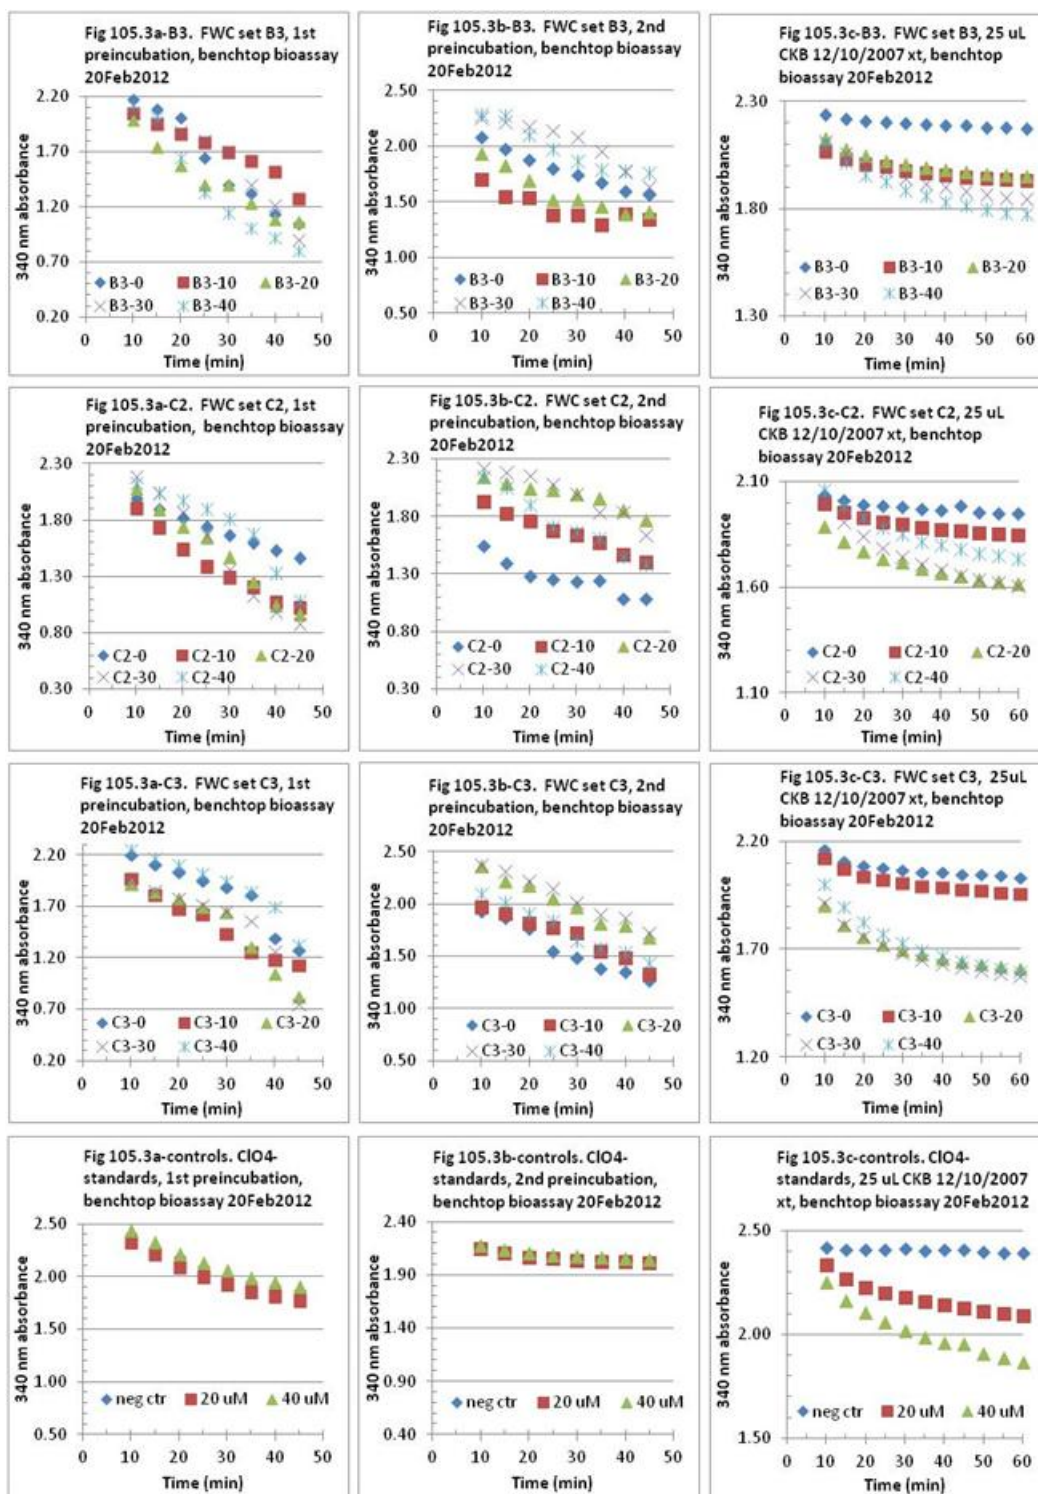 Fig 105.3a-B3. FWC set B3, 1st
preincubation, benchtop bioassay
20Feb2012
340 nm absorbance
2.20
1.70
1.20
0.70
0.20
B3-0 B3-10 B3-20
B3-30 B3-40
0 10 20 30 40 50
Time (min)
Fig 105.3b-B3. FWC set B3, 2nd
preincubation, benchtop bioassay
20Feb2012
340 nm absorbance
2.50
2.00
1.50
1.00
0.50
B3-0 B3-10 B3-20
B3-30 B3-40
0 10 20 30 40 50
Time (min)
Fig 105.3c-B3. FWC set B3, 25 uL
CKB 12/10/2007 xt, benchtop
bioassay 20Feb2012
340 nm absorbance
2.30
1.80
1.30
B3-0 B3-10 B3-20
B3-30 B3-40
0 10 20 30 40 50 60
Time (min)
Fig 105.3a-C2. FWC set C2, 1st
preincubation, benchtop bioassay
20Feb2012
340 nm absorbance
2.30
1.80
1.30
0.80
0.30
C2-0 C2-10 C2-20
C2-30 C2-40
0 10 20 30 40 50
Time (min)
Fig 105.3b-C2. FWC set C2, 2nd
preincubation, benchtop bioassay
20Feb2012
340 nm absorbance
2.30
1.80
1.30
0.80
0.30
C2-0 C2-10 C2-20
C2-30 C2-40
0 10 20 30 40 50
Time (min)
Fig 105.3c-C2. FWC set C2, 25 uL
CKB 12/10/2007 xt, benchtop
bioassay 20Feb2012
340 nm absorbance
2.10
1.60
1.10
C2-0 C2-10 C2-20
C2-30 C2-40
0 10 20 30 40 50 60
Time (min)
Fig 105.3a-C3. FWC set C3, 1st
preincubation, benchtop bioassay
20Feb2012
340 nm absorbance
2.20
1.70
1.20
0.70
0.20
C3-0 C3-10 C3-20
C3-30 C3-40
0 10 20 30 40 50
Time (min)
Fig 105.3b-C3. FWC set C3, 2nd
preincubation, benchtop bioassay
20Feb2012
340 nm absorbance
2.50
2.00
1.50
1.00
0.50
C3-0 C3-10 C3-20
C3-30 C3-40
0 10 20 30 40 50
Time (min)
Fig 105.3c-C3. FWC set C3, 25uL
CKB 12/10/2007 xt, benchtop
bioassay 20Feb2012
340 nm absorbance
2.20
1.70
1.20
C3-0 C3-10 C3-20
C3-30 C3-40
0 10 20 30 40 50 60
Time (min)
Fig 105.3a-controls. ClO4-
standards, 1st preincubation,
benchtop bioassay 20Feb2012
340 nm absorbance
2.50
2.00
1.50
1.00
0.50
neg ctr 20 uM 40 uM
0 10 20 30 40 50
Time (min)
Fig 105.3b-controls. ClO4-
standards, 2nd preincubation,
benchtop bioassay 20Feb2012
340 nm absorbance
2.40
1.90
1.40
0.90
0.40
neg ctr 20 uM 40 uM
0 10 20 30 40 50
Time (min)
Fig 105.3c-controls. ClO4-
standards, 25 uL CKB 12/10/2007
xt, benchtop bioassay 20Feb2012
340 nm absorbance
2.50
2.00
1.50
neg ctr 20 uM 40 uM
0 10 20 30 40 50 60
Time (min)